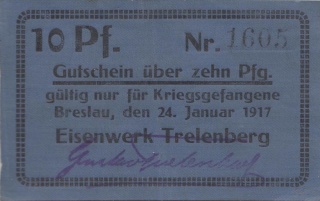 10 Pf. Nr. 1605
Gutschein über zehn Pfg.
gültig nur für Kriegsgefangene
Breslau, den 24. Januar 1917
Eisenwerk Trelenberg